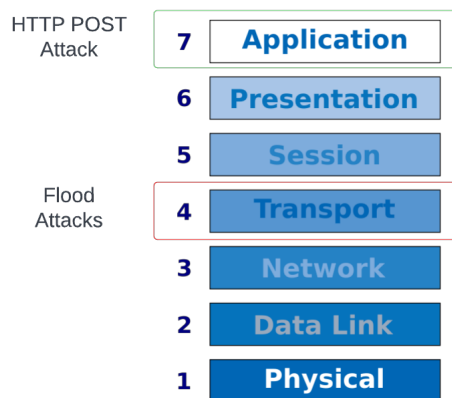 HTTP POST
Attack
7 Application
6 Presentation
5 Session
Flood
Attacks
4 Transport
3 Network
2 Data Link
1 Physical